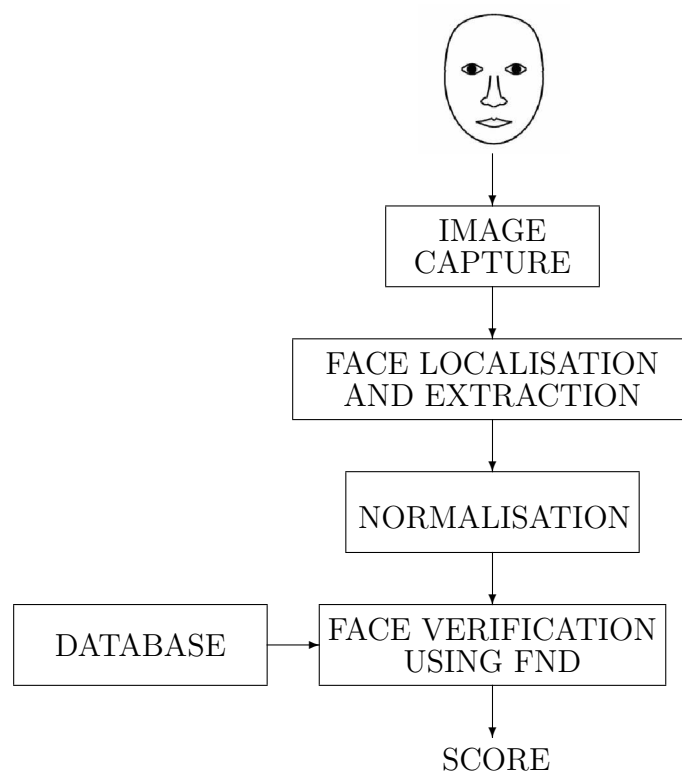 IMAGE
CAPTURE
FACE LOCALISATION
AND EXTRACTION
NORMALISATION
DATABASE
FACE VERIFICATION
USING FND
SCORE